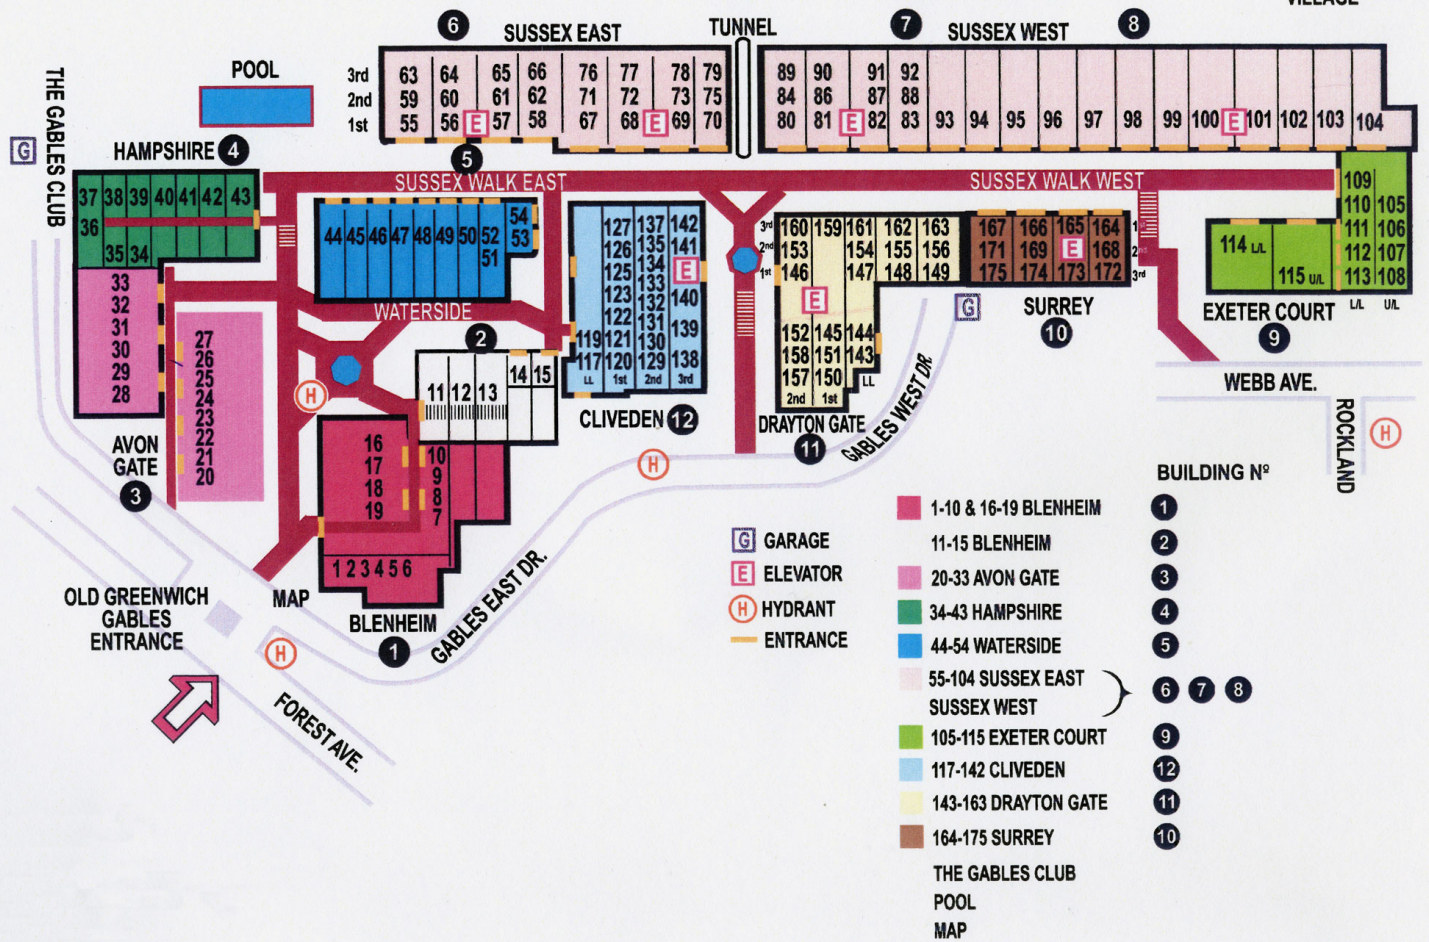 VILLAGE
6
SUSSEX EAST
TUNNEL
7
SUSSEX WEST
8
THE GABLES CLUB
G
POOL
3rd 63 64 65 66 76 77 78 79
2nd 59 60 61 62 71 72 73 75
1st 55 56 E 57 58 67 68 E 69 70
89 90 91 92
84 86 87 88
80 81 E 82 83 93 94 95 96 97 98 99 100 E 101 102 103 104
HAMPSHIRE 4
5
SUSSEX WALK EAST
SUSSEX WALK WEST
37 38 39 40 41 42 43
36
35 34
44 45 46 47 48 49 50 52
51
54
53
WATERSIDE
33
32
31
30
29
28
27
26
25
24
23
22
21
20
AVON
GATE
3
H
2
11 12 13 14 15
16
17
18
19
10
9
8
7
1 2 3 4 5 6
BLENHEIM
1
119
117
LL
127
126
125
123
122
121
120
1st
137
135
134
133
132
131
130
129
2nd
142
141
E
140
139
138
3rd
CLIVEDEN 12
3rd 160 159 161 162 163
2nd 153 154 155 156
1st 146 147 148 149
E
152 145 144
158 151 143
157 150 LL
2nd 1st
DRAYTON GATE
11
G
167 166 165 164 1st
171 169 E 168 2nd
175 174 173 172 3rd
SURREY
10
109
110 105
111 106
112 107
113 108
L/L U/L
114 L/L
115 U/L
EXETER COURT
9
WEBB AVE.
ROCKLAND
H
GABLES WEST DR.
H
GABLES EAST DR.
OLD GREENWICH
GABLES
ENTRANCE
MAP
H
FOREST AVE.
G GARAGE
E ELEVATOR
H HYDRANT
ENTRANCE
BUILDING Nº
1-10 & 16-19 BLENHEIM 1
11-15 BLENHEIM 2
20-33 AVON GATE 3
34-43 HAMPSHIRE 4
44-54 WATERSIDE 5
55-104 SUSSEX EAST
SUSSEX WEST
6 7 8
105-115 EXETER COURT 9
117-142 CLIVEDEN 12
143-163 DRAYTON GATE 11
164-175 SURREY 10
THE GABLES CLUB
POOL
MAP